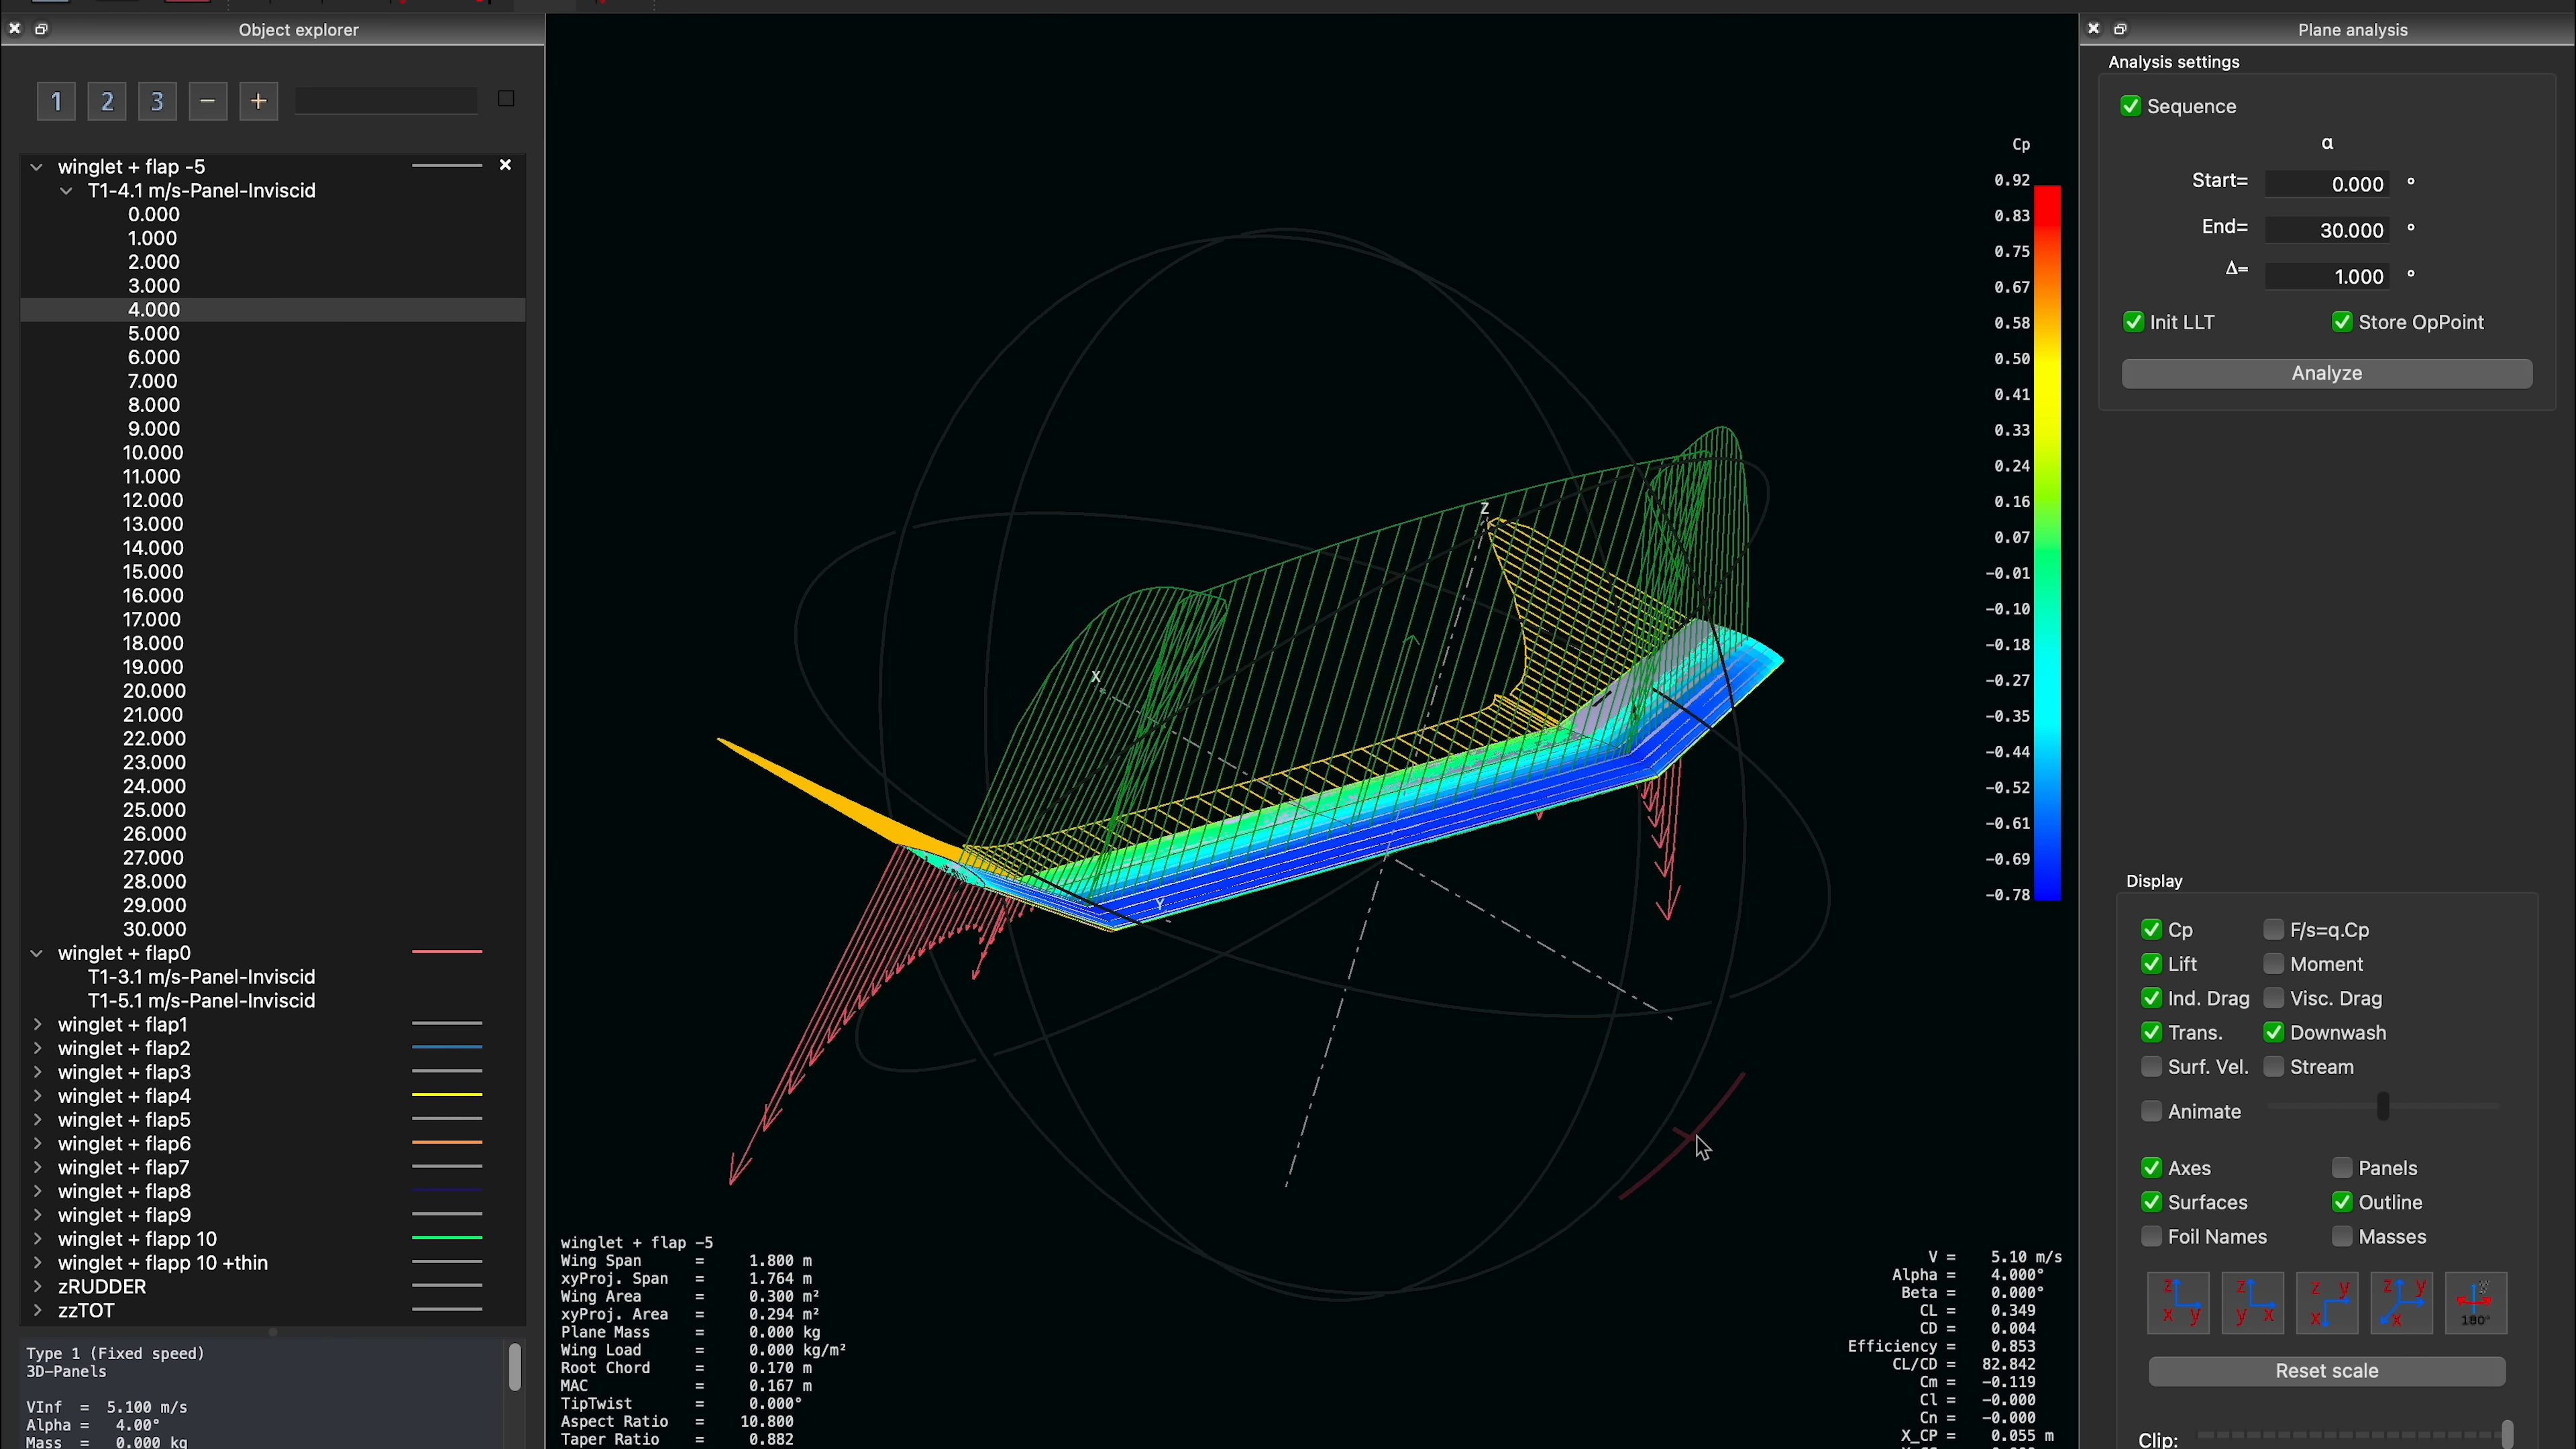 Object explorer
1 2 3 − +
winglet + flap -5
T1-4.1 m/s-Panel-Inviscid
0.000
1.000
2.000
3.000
4.000
5.000
6.000
7.000
8.000
9.000
10.000
11.000
12.000
13.000
14.000
15.000
16.000
17.000
18.000
19.000
20.000
21.000
22.000
23.000
24.000
25.000
26.000
27.000
28.000
29.000
30.000
winglet + flap0
T1-3.1 m/s-Panel-Inviscid
T1-5.1 m/s-Panel-Inviscid
winglet + flap1
winglet + flap2
winglet + flap3
winglet + flap4
winglet + flap5
winglet + flap6
winglet + flap7
winglet + flap8
winglet + flap9
winglet + flapp 10
winglet + flapp 10 +thin
zRUDDER
zzTOT
Type 1 (Fixed speed)
3D-Panels
VInf = 5.100 m/s
Alpha = 4.00°
Mass = 0.000 kg
Z
X
Y
winglet + flap -5
Wing Span = 1.800 m
xyProj. Span = 1.764 m
Wing Area = 0.300 m²
xyProj. Area = 0.294 m²
Plane Mass = 0.000 kg
Wing Load = 0.000 kg/m²
Root Chord = 0.170 m
MAC = 0.167 m
TipTwist = 0.000°
Aspect Ratio = 10.800
Taper Ratio = 0.882
Cp
0.92
0.83
0.75
0.67
0.58
0.50
0.41
0.33
0.24
0.16
0.07
-0.01
-0.10
-0.18
-0.27
-0.35
-0.44
-0.52
-0.61
-0.69
-0.78
V = 5.10 m/s
Alpha = 4.000°
Beta = 0.000°
CL = 0.349
CD = 0.004
Efficiency = 0.853
CL/CD = 82.842
Cm = -0.119
Cl = -0.000
Cn = -0.000
X_CP = 0.055 m
Plane analysis
Analysis settings
Sequence
α
Start= 0.000 °
End= 30.000 °
Δ= 1.000 °
Init LLT Store OpPoint
Analyze
Display
Cp F/s=q.Cp
Lift Moment
Ind. Drag Visc. Drag
Trans. Downwash
Surf. Vel. Stream
Animate
Axes Panels
Surfaces Outline
Foil Names Masses
z x y
z y x
z y x
z y x
y 180°
Reset scale
Clip: